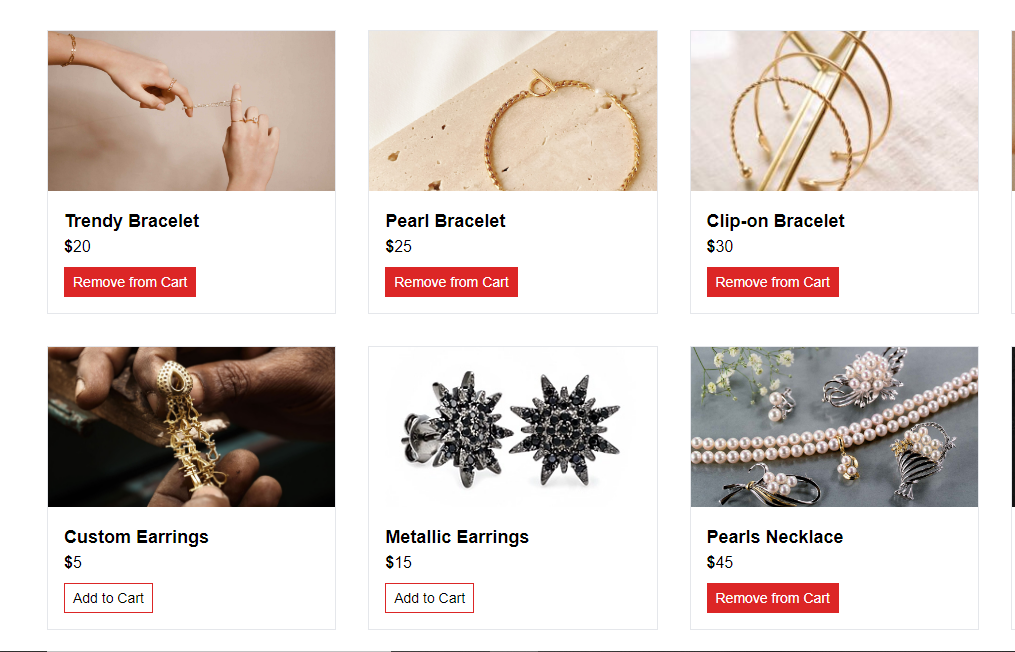 Trendy Bracelet
$20
Remove from Cart
Pearl Bracelet
$25
Remove from Cart
Clip-on Bracelet
$30
Remove from Cart
Custom Earrings
$5
Add to Cart
Metallic Earrings
$15
Add to Cart
Pearls Necklace
$45
Remove from Cart